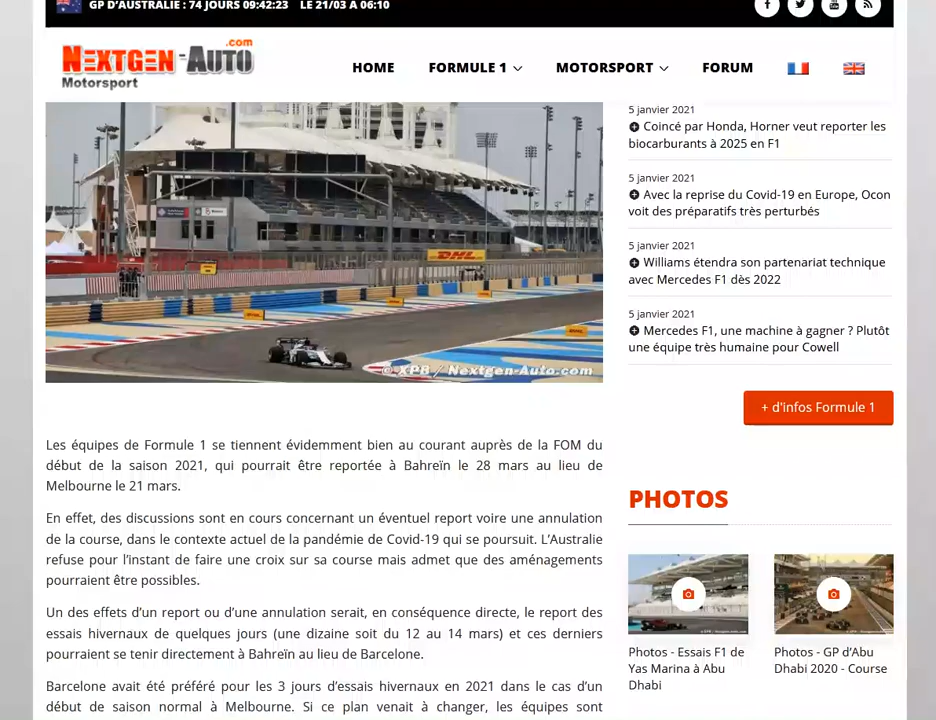 GP D'AUSTRALIE : 74 JOURS 09:42:23 LE 21/03 A 06:10
NEXTGEN-AUTO .com
Motorsport
HOME FORMULE 1 MOTORSPORT FORUM
DHL
@ XPB / Nextgen-Auto.com
Les équipes de Formule 1 se tiennent évidemment bien au courant auprès de la FOM du
début de la saison 2021, qui pourrait être reportée à Bahreïn le 28 mars au lieu de
Melbourne le 21 mars.
En effet, des discussions sont en cours concernant un éventuel report voire une annulation
de la course, dans le contexte actuel de la pandémie de Covid-19 qui se poursuit. L'Australie
refuse pour l'instant de faire une croix sur sa course mais admet que des aménagements
pourraient être possibles.
Un des effets d'un report ou d'une annulation serait, en conséquence directe, le report des
essais hivernaux de quelques jours (une dizaine soit du 12 au 14 mars) et ces derniers
pourraient se tenir directement à Bahreïn au lieu de Barcelone.
Barcelone avait été préféré pour les 3 jours d'essais hivernaux en 2021 dans le cas d'un
début de saison normal à Melbourne. Si ce plan venait à changer, les équipes sont
5 janvier 2021
Coincé par Honda, Horner veut reporter les
biocarburants à 2025 en F1
5 janvier 2021
Avec la reprise du Covid-19 en Europe, Ocon
voit des préparatifs très perturbés
5 janvier 2021
Williams étendra son partenariat technique
avec Mercedes F1 dès 2022
5 janvier 2021
Mercedes F1, une machine à gagner ? Plutôt
une équipe très humaine pour Cowell
+ d'infos Formule 1
PHOTOS
Photos - Essais F1 de
Yas Marina à Abu
Dhabi
Photos - GP d'Abu
Dhabi 2020 - Course